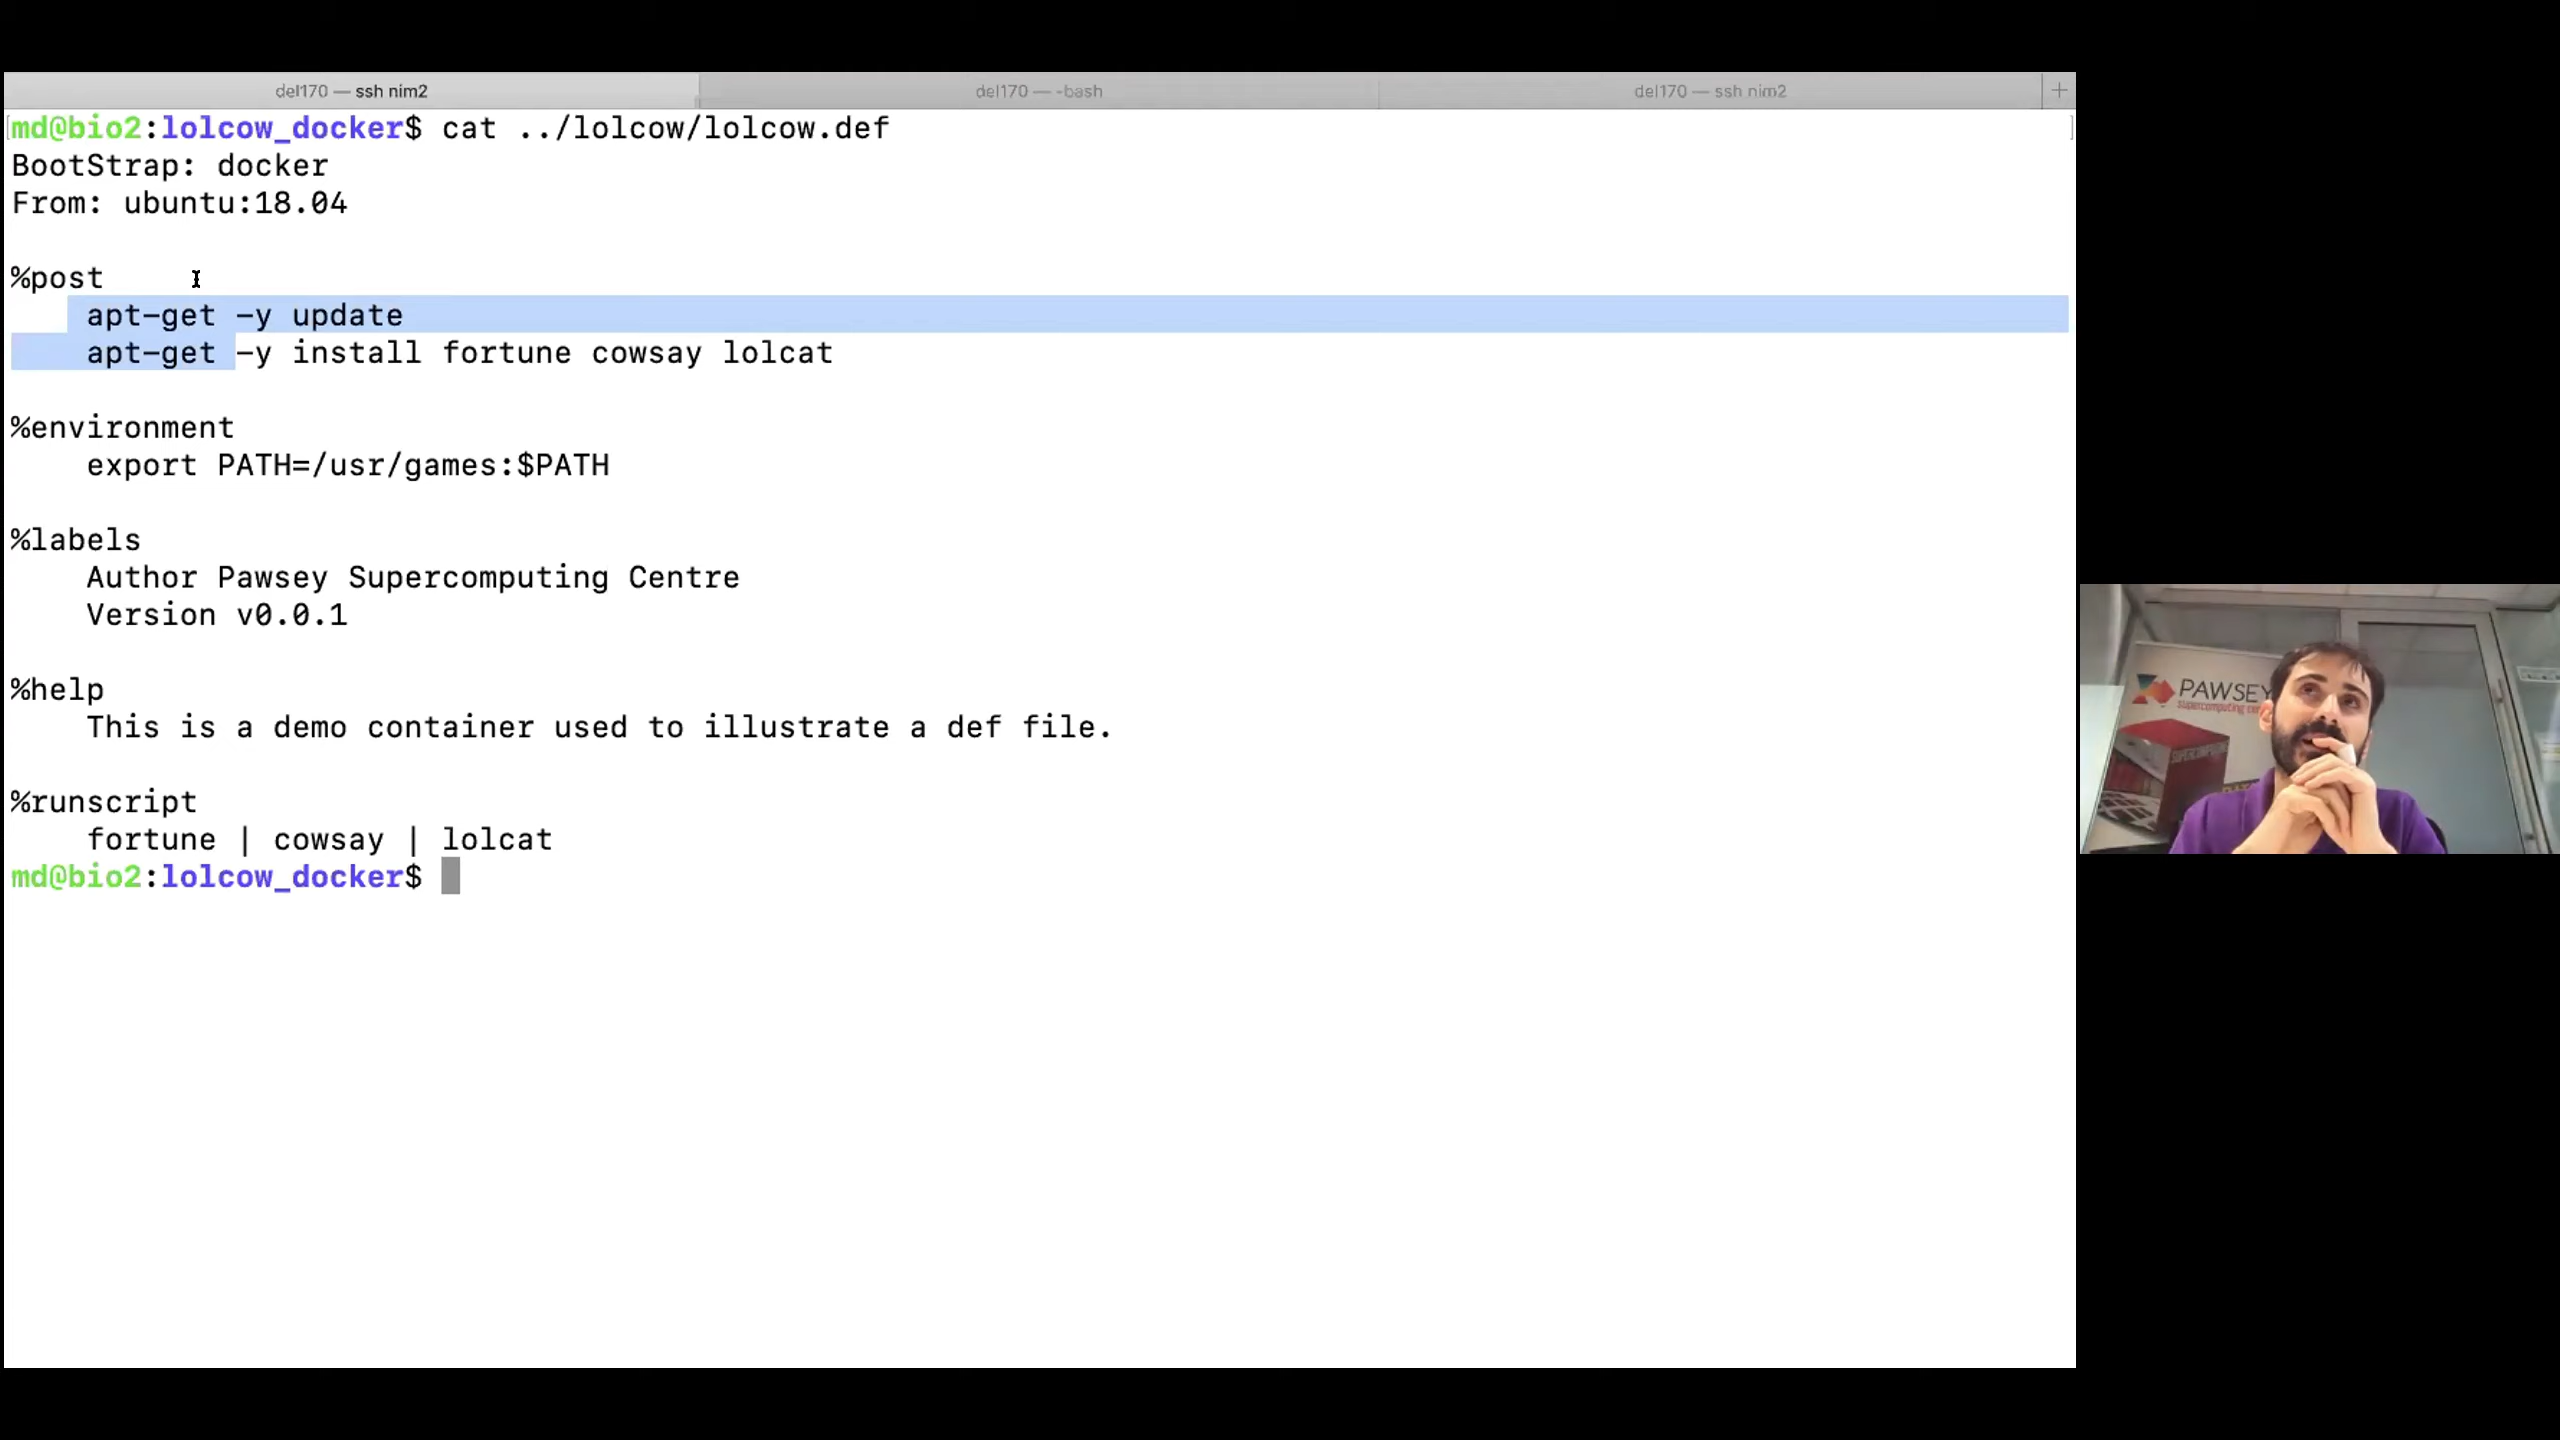 del170 — ssh nim2
del170 — -bash
del170 — ssh nim2
md@bio2:lolcow_docker$ cat ../lolcow/lolcow.def
BootStrap: docker
From: ubuntu:18.04
%post
apt-get -y update
apt-get -y install fortune cowsay lolcat
%environment
export PATH=/usr/games:$PATH
%labels
Author Pawsey Supercomputing Centre
Version v0.0.1
%help
This is a demo container used to illustrate a def file.
%runscript
fortune | cowsay | lolcat
md@bio2:lolcow_docker$
PAWSEY
supercomputing